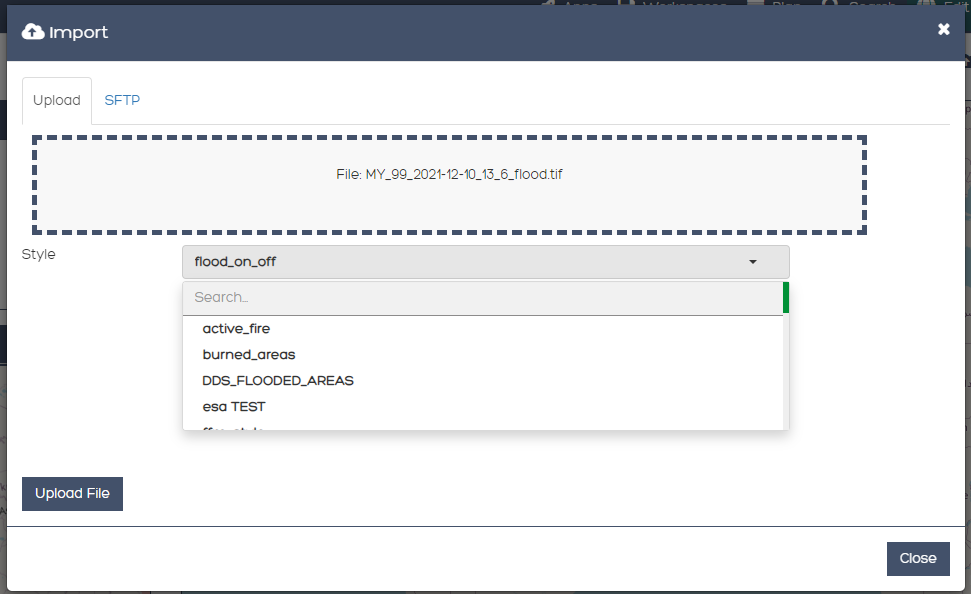 Import
Upload SFTP
File: MY_99_2021-12-10_13_6_flood.tif
Style
flood_on_off
Search...
active_fire
burned_areas
DDS_FLOODED_AREAS
esa TEST
Upload File
Close